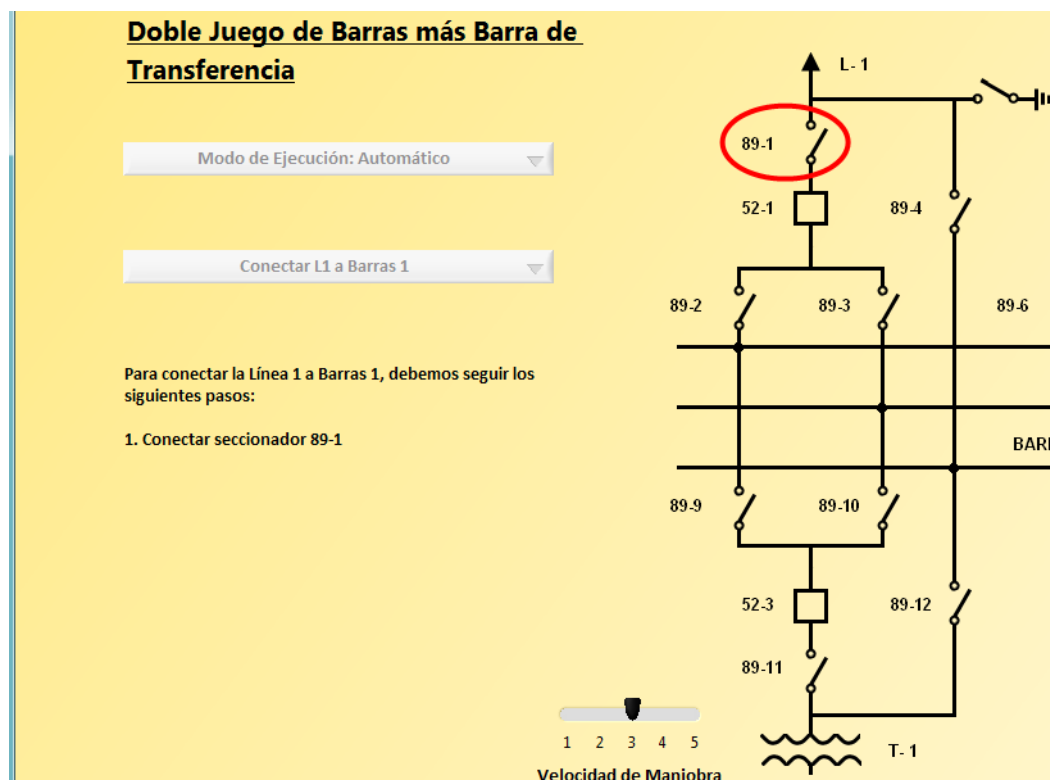 Doble Juego de Barras más Barra de
Transferencia
Modo de Ejecución: Automático
Conectar L1 a Barras 1
Para conectar la Línea 1 a Barras 1, debemos seguir los
siguientes pasos:
1. Conectar seccionador 89-1
L-1
89-1
52-1
89-4
89-2
89-3
89-6
89-9
89-10
52-3
89-12
89-11
T-1
1 2 3 4 5
Velocidad de Maniobra